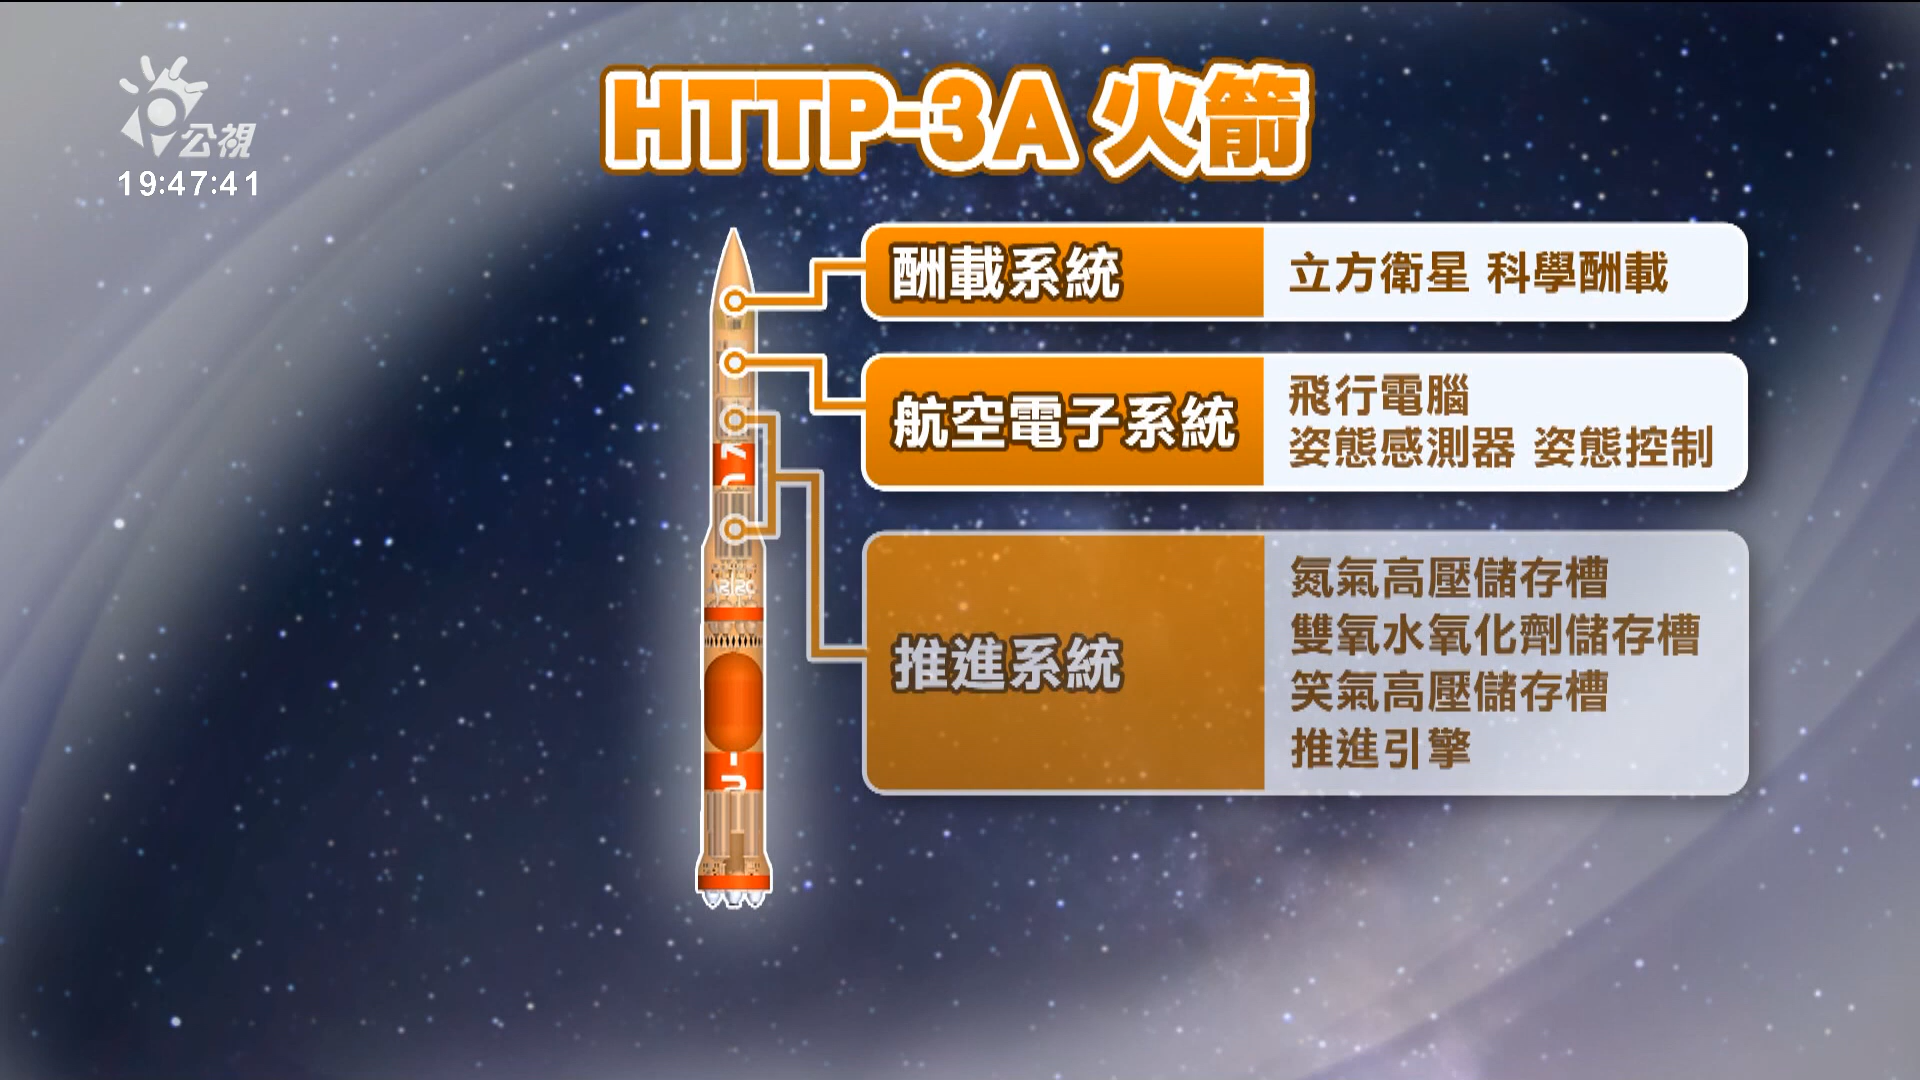 公視
19:47:41
HTTP-3A 火箭
酬載系統
立方衛星 科學酬載
航空電子系統
飛行電腦
姿態感測器 姿態控制
推進系統
氮氣高壓儲存槽
雙氧水氧化劑儲存槽
笑氣高壓儲存槽
推進引擎